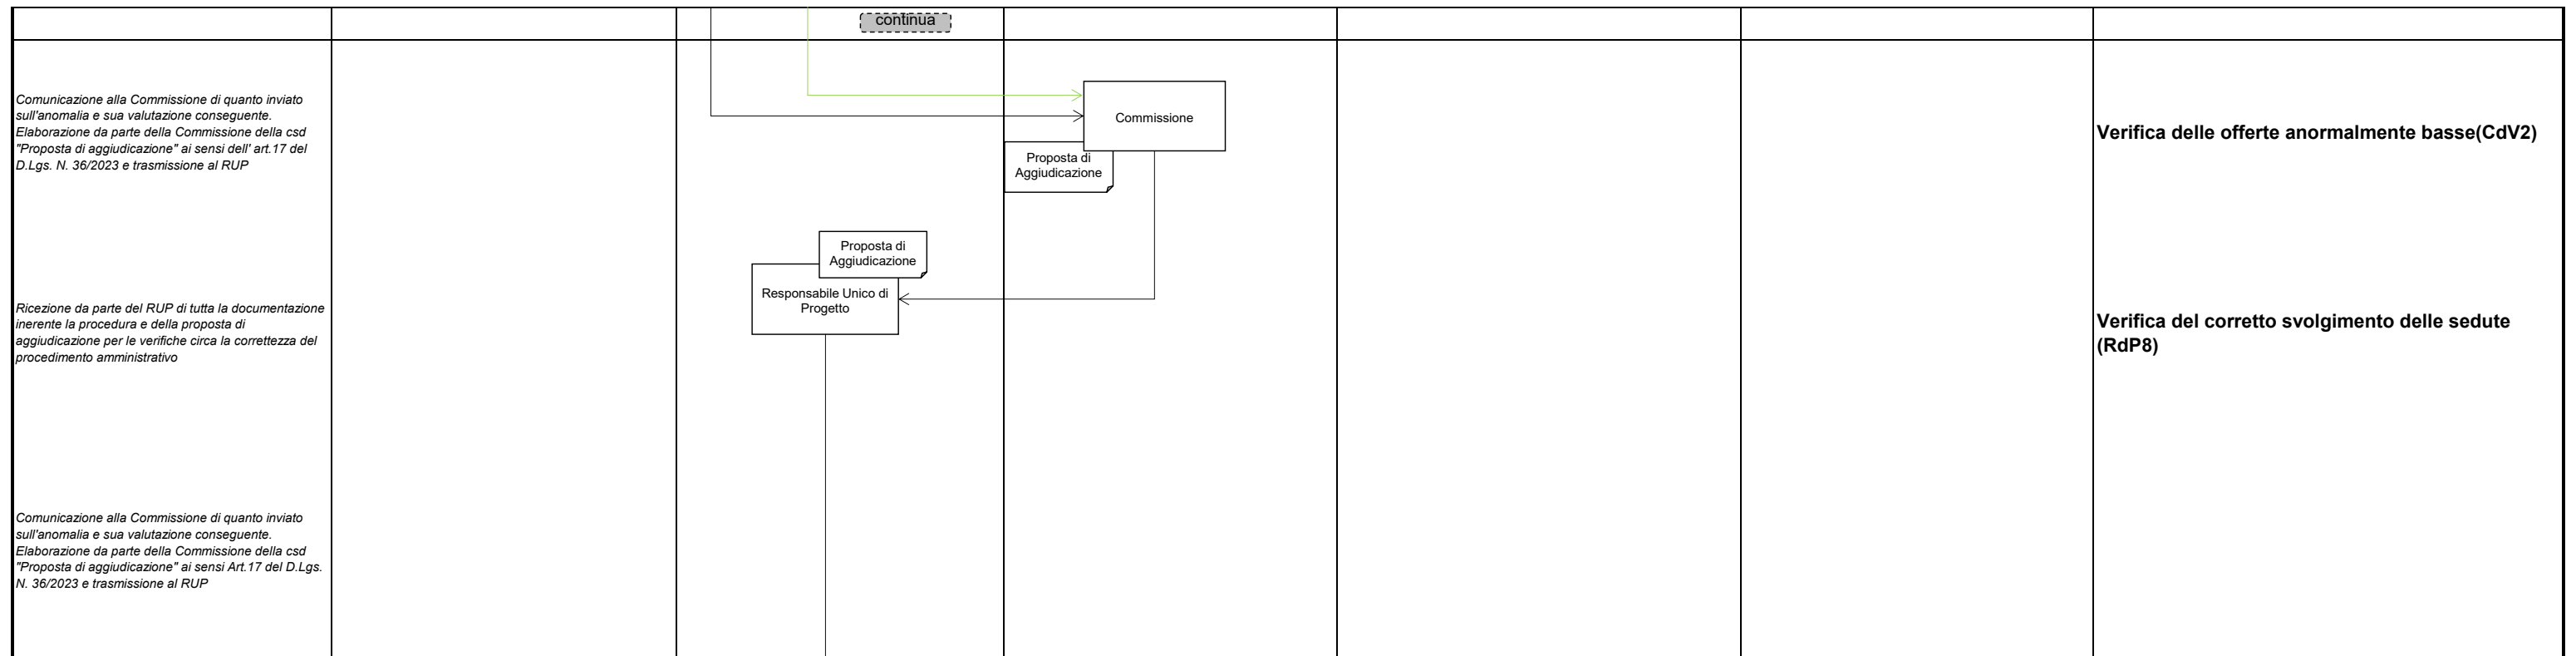 continua
Comunicazione alla Commissione di quanto inviato
sull'anomalia e sua valutazione conseguente.
Elaborazione da parte della Commissione della csd
"Proposta di aggiudicazione" ai sensi dell' art.17 del
D.Lgs. N. 36/2023 e trasmissione al RUP
Commissione
Proposta di
Aggiudicazione
Verifica delle offerte anormalmente basse(CdV2)
Proposta di
Aggiudicazione
Responsabile Unico di
Progetto
Ricezione da parte del RUP di tutta la documentazione
inerente la procedura e della proposta di
aggiudicazione per le verifiche circa la correttezza del
procedimento amministrativo
Verifica del corretto svolgimento delle sedute
(RdP8)
Comunicazione alla Commissione di quanto inviato
sull'anomalia e sua valutazione conseguente.
Elaborazione da parte della Commissione della csd
"Proposta di aggiudicazione" ai sensi Art.17 del D.Lgs.
N. 36/2023 e trasmissione al RUP